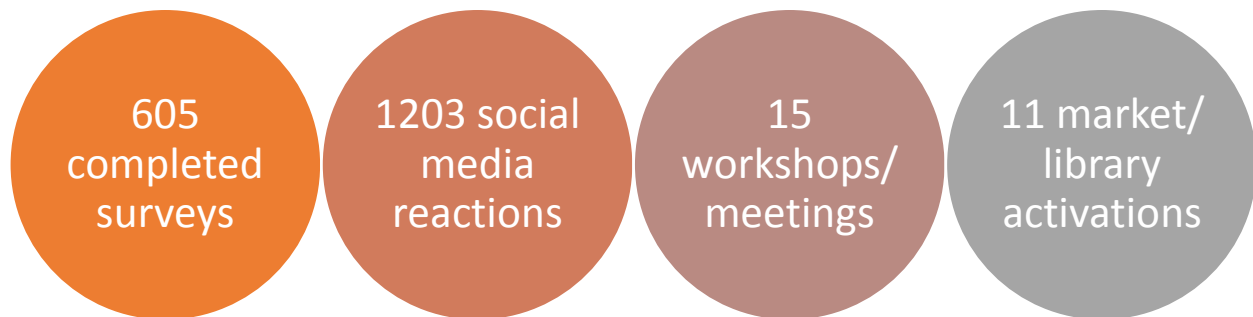 605
completed
surveys
1203 social
media
reactions
15
workshops/
meetings
11 market/
library
activations